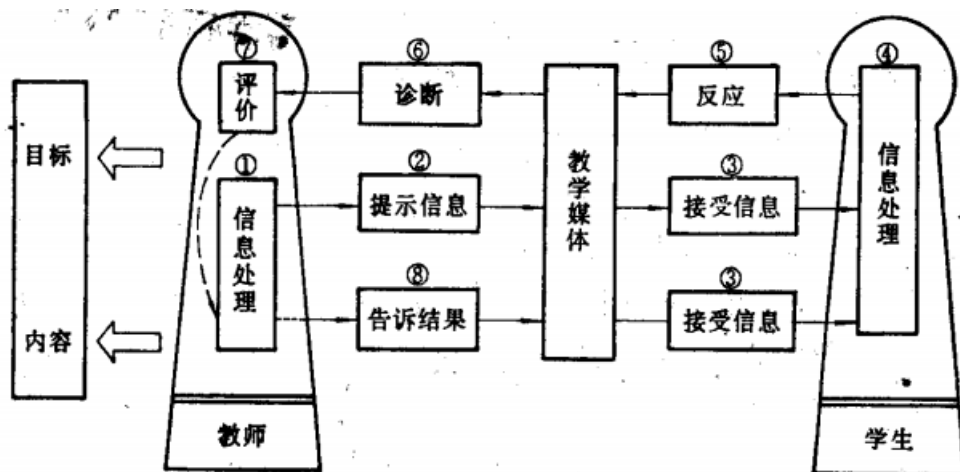 ⑦
⑥
⑤
④
评价
诊断
反应
目标
①
②
③
教学媒体
信息处理
提示信息
接受信息
信息处理
⑧
③
内容
告诉结果
接受信息
教师
学生